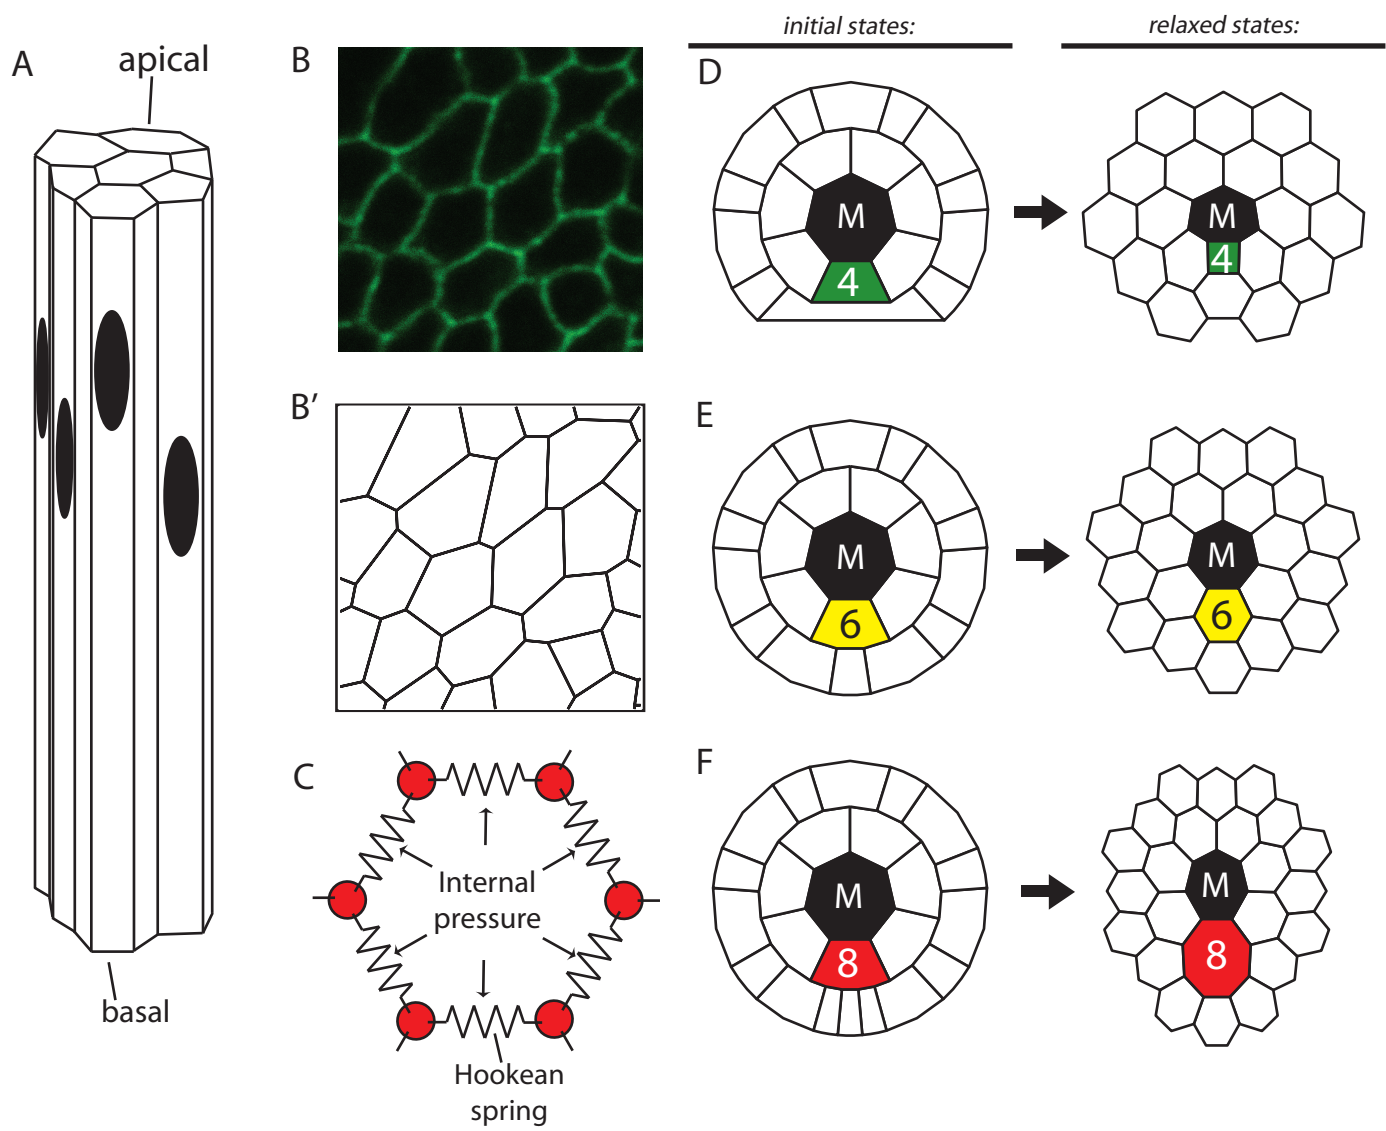 initial states:
relaxed states:
A
apical
basal
B
B′
C
Internal
pressure
Hookean
spring
D
M
4
M
4
E
M
6
M
6
F
M
8
M
8